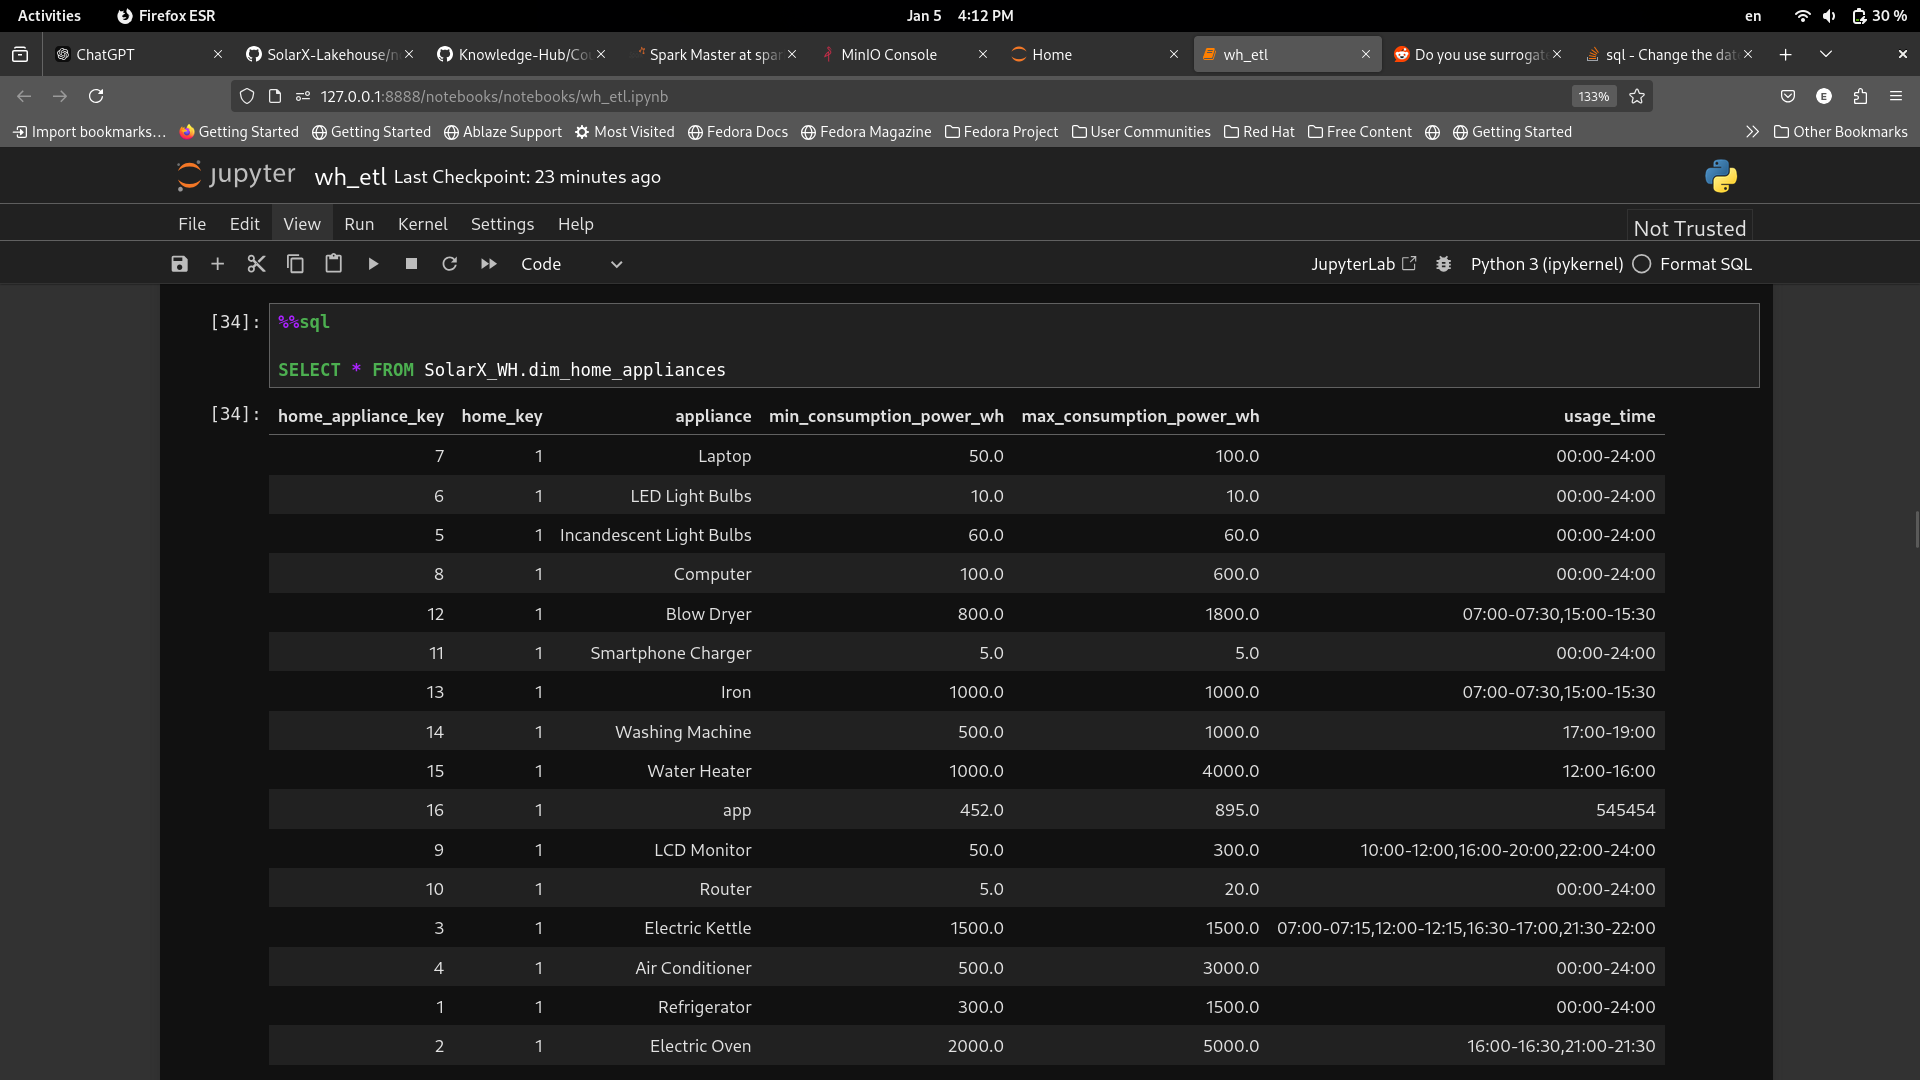 Activities Firefox ESR Jan 5 4:12 PM en 30 %
ChatGPT SolarX-Lakehouse/n Knowledge-Hub/Co Spark Master at spar MinIO Console Home wh_etl Do you use surrogat sql - Change the dat
127.0.0.1:8888/notebooks/notebooks/wh_etl.ipynb 133% E
Import bookmarks… Getting Started Getting Started Ablaze Support Most Visited Fedora Docs Fedora Magazine Fedora Project User Communities Red Hat Free Content Getting Started Other Bookmarks
jupyter wh_etl Last Checkpoint: 23 minutes ago
File Edit View Run Kernel Settings Help Not Trusted
Code JupyterLab Python 3 (ipykernel) Format SQL
[34]: %%sql
SELECT * FROM SolarX_WH.dim_home_appliances
[34]: home_appliance_key home_key appliance min_consumption_power_wh max_consumption_power_wh usage_time
7 1 Laptop 50.0 100.0 00:00-24:00
6 1 LED Light Bulbs 10.0 10.0 00:00-24:00
5 1 Incandescent Light Bulbs 60.0 60.0 00:00-24:00
8 1 Computer 100.0 600.0 00:00-24:00
12 1 Blow Dryer 800.0 1800.0 07:00-07:30,15:00-15:30
11 1 Smartphone Charger 5.0 5.0 00:00-24:00
13 1 Iron 1000.0 1000.0 07:00-07:30,15:00-15:30
14 1 Washing Machine 500.0 1000.0 17:00-19:00
15 1 Water Heater 1000.0 4000.0 12:00-16:00
16 1 app 452.0 895.0 545454
9 1 LCD Monitor 50.0 300.0 10:00-12:00,16:00-20:00,22:00-24:00
10 1 Router 5.0 20.0 00:00-24:00
3 1 Electric Kettle 1500.0 1500.0 07:00-07:15,12:00-12:15,16:30-17:00,21:30-22:00
4 1 Air Conditioner 500.0 3000.0 00:00-24:00
1 1 Refrigerator 300.0 1500.0 00:00-24:00
2 1 Electric Oven 2000.0 5000.0 16:00-16:30,21:00-21:30